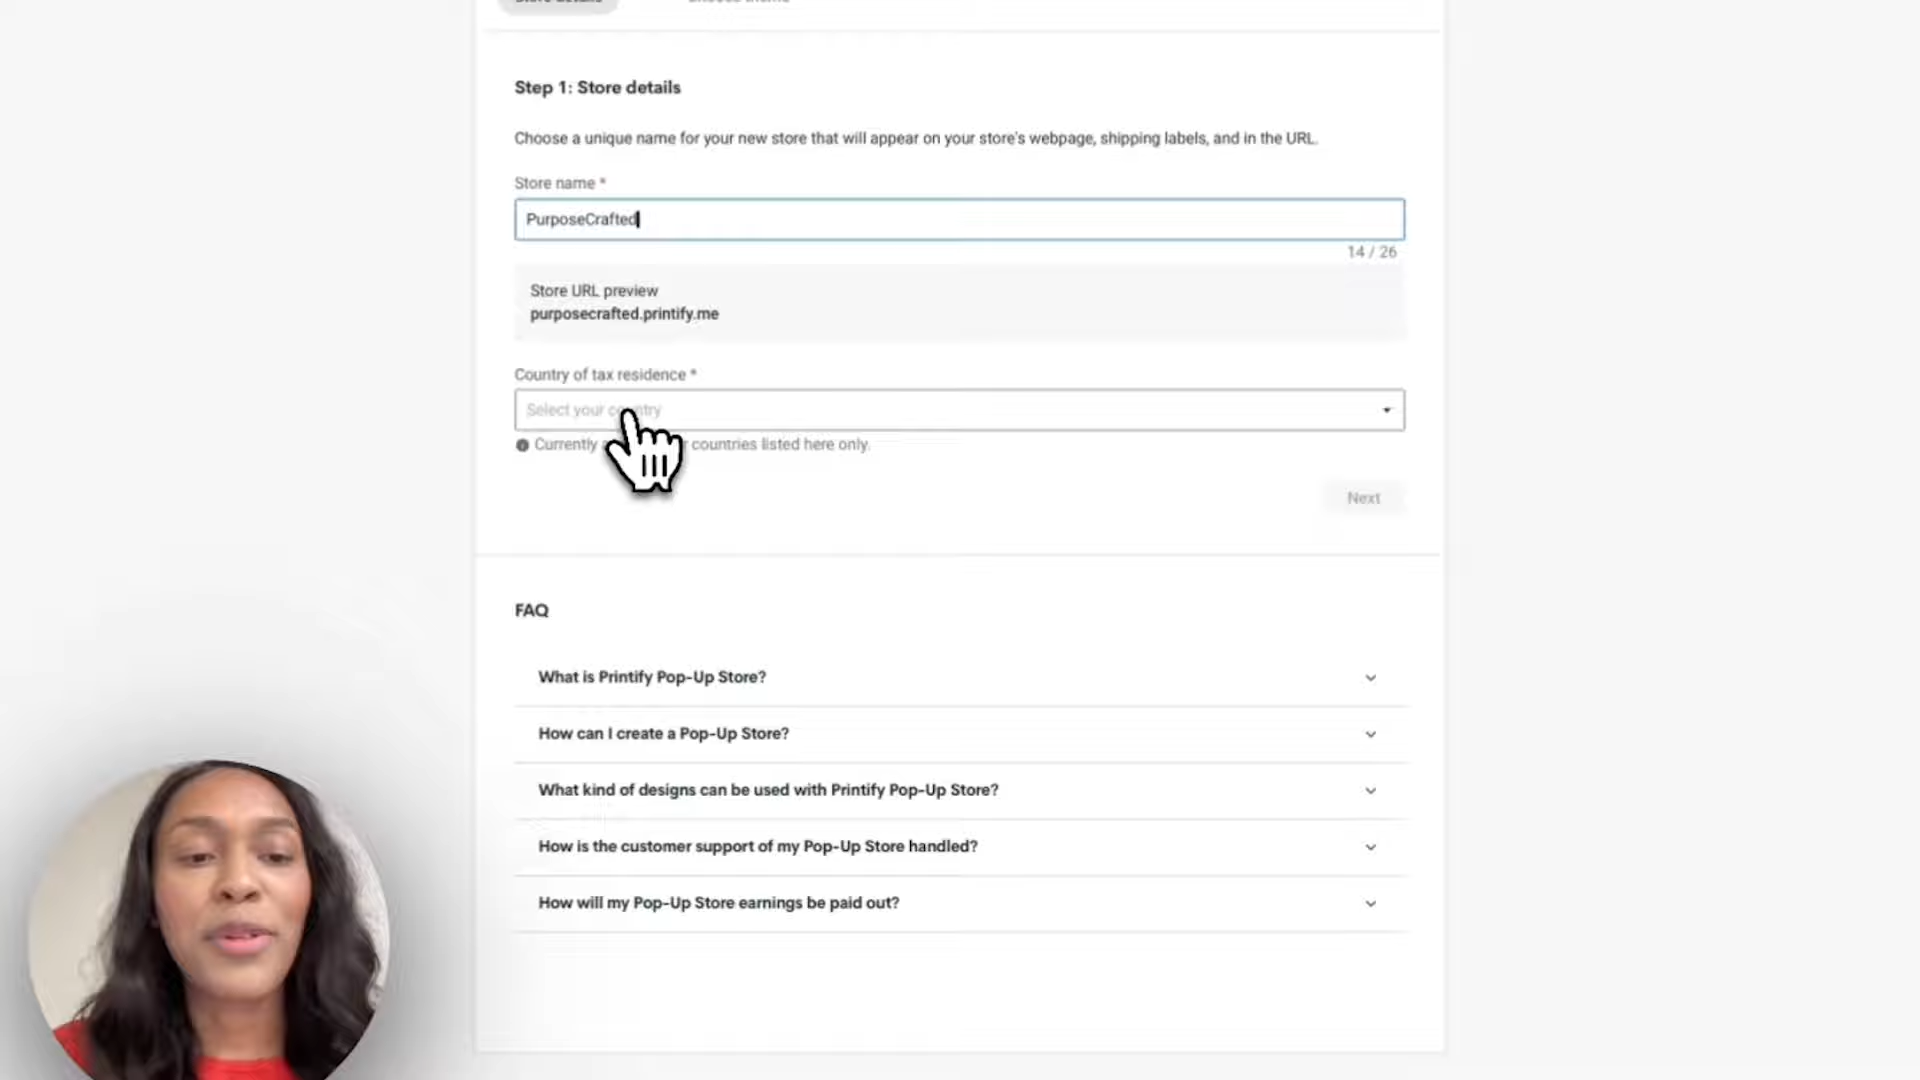 Step 1: Store details
Choose a unique name for your new store that will appear on your store's webpage, shipping labels, and in the URL.
Store name *
PurposeCrafted
14 / 26
Store URL preview
purposecrafted.printify.me
Country of tax residence *
Select your country
Currently countries listed here only.
Next
FAQ
What is Printify Pop-Up Store?
How can I create a Pop-Up Store?
What kind of designs can be used with Printify Pop-Up Store?
How is the customer support of my Pop-Up Store handled?
How will my Pop-Up Store earnings be paid out?